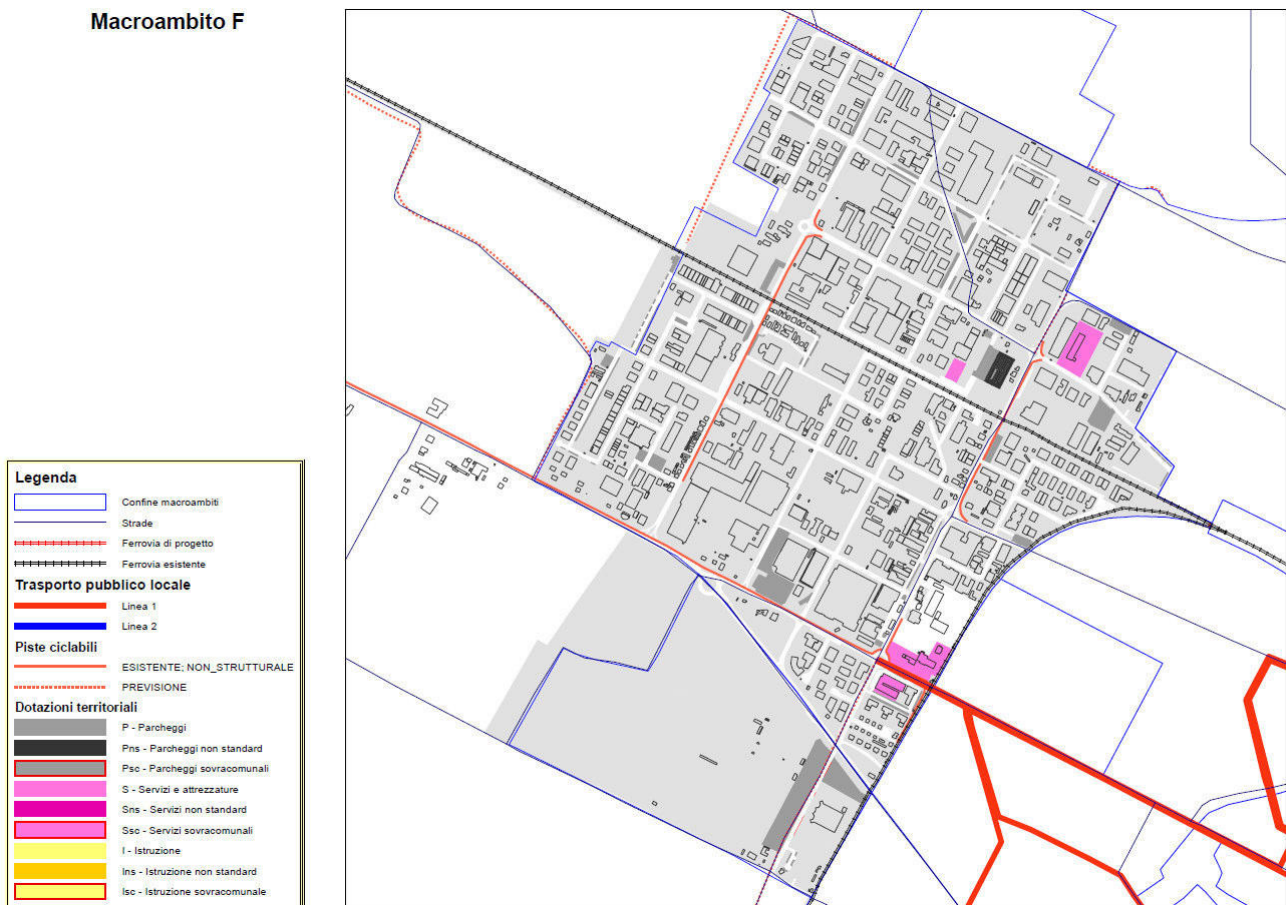 Macroambito F
Legenda
Confine macroambiti
Strade
Ferrovia di progetto
Ferrovia esistente
Trasporto pubblico locale
Linea 1
Linea 2
Piste ciclabili
ESISTENTE; NON_STRUTTURALE
PREVISIONE
Dotazioni territoriali
P - Parcheggi
Pns - Parcheggi non standard
Psc - Parcheggi sovracomunali
S - Servizi e attrezzature
Sns - Servizi non standard
Ssc - Servizi sovracomunali
I - Istruzione
Ins - Istruzione non standard
Isc - Istruzione sovracomunale